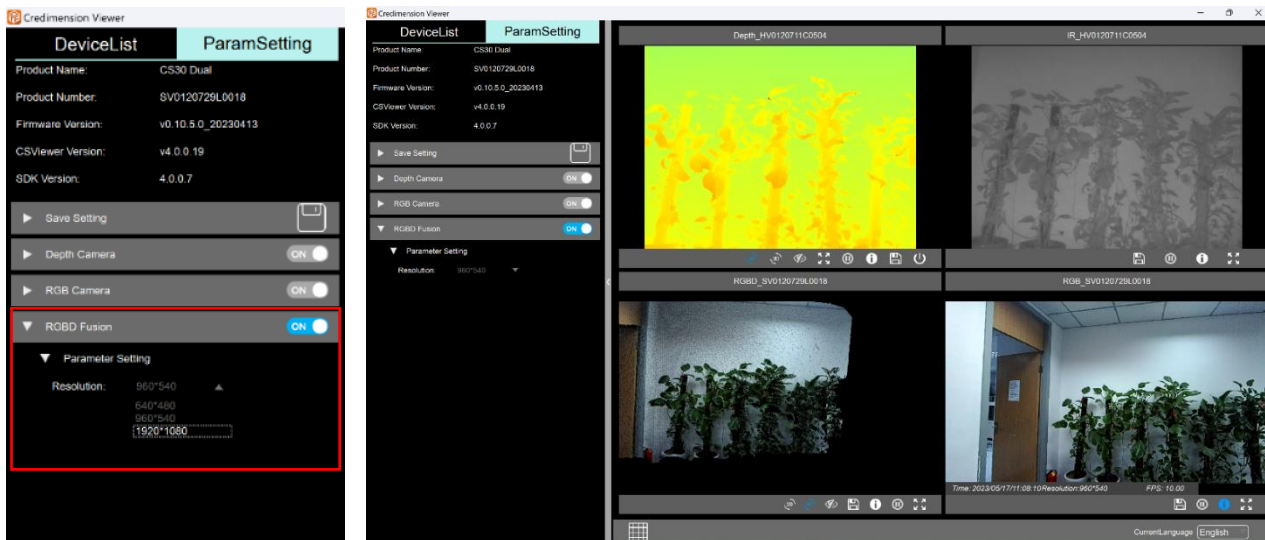 Credimension Viewer
DeviceList ParamSetting
Product Name: CS30 Dual
Product Number: SV0120729L0018
Firmware Version: v0.10.5.0_20230413
CSViewer Version: v4.0.0.19
SDK Version: 4.0.0.7
Save Setting
Depth Camera ON
RGB Camera ON
RGBD Fusion ON
Parameter Setting
Resolution: 960*540
640*480
960*540
1920*1080
Credimension Viewer
DeviceList ParamSetting
Product Name: CS30 Dual
Product Number: SV0120729L0018
Firmware Version: v0.10.5.0_20230413
CSViewer Version: v4.0.0.19
SDK Version: 4.0.0.7
Save Setting
Depth Camera ON
RGB Camera ON
RGBD Fusion ON
Parameter Setting
Resolution: 960*540
Depth_HV0120711C0504
IR_HV0120711C0504
RGBD_SV0120729L0018
RGB_SV0120729L0018
Time: 2023/05/17/11:08:10 Resolution:960*540 FPS: 10.00
CurrentLanguage English